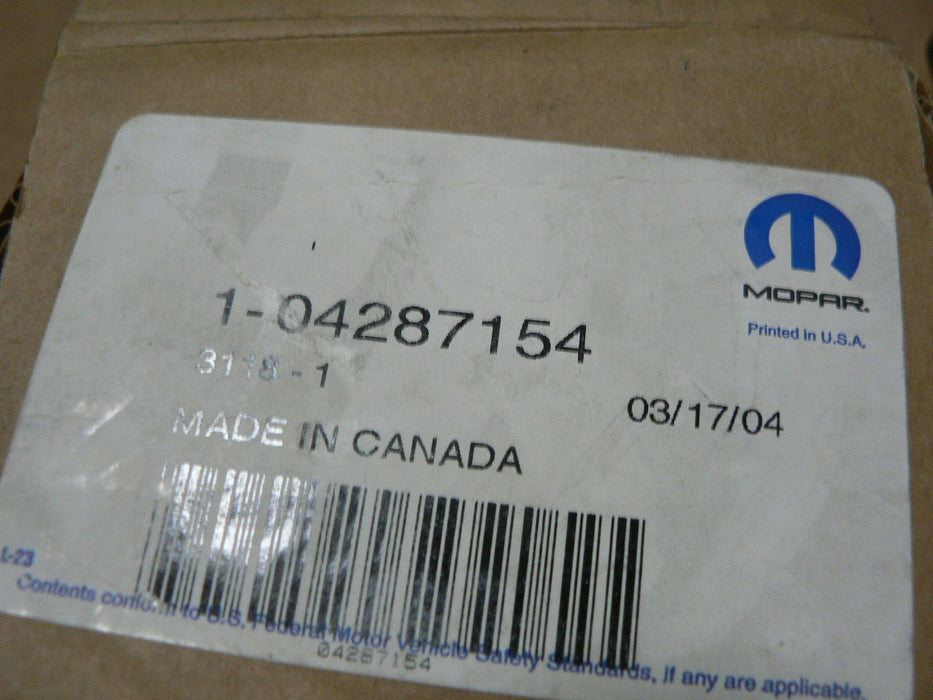 MOPAR.
Printed in U.S.A.
1-04287154
8118 - 1
03/17/04
MADE IN CANADA
L-23
Contents conform to U.S. Federal Motor Vehicle Safety Standards, if any are applicable.
04287154